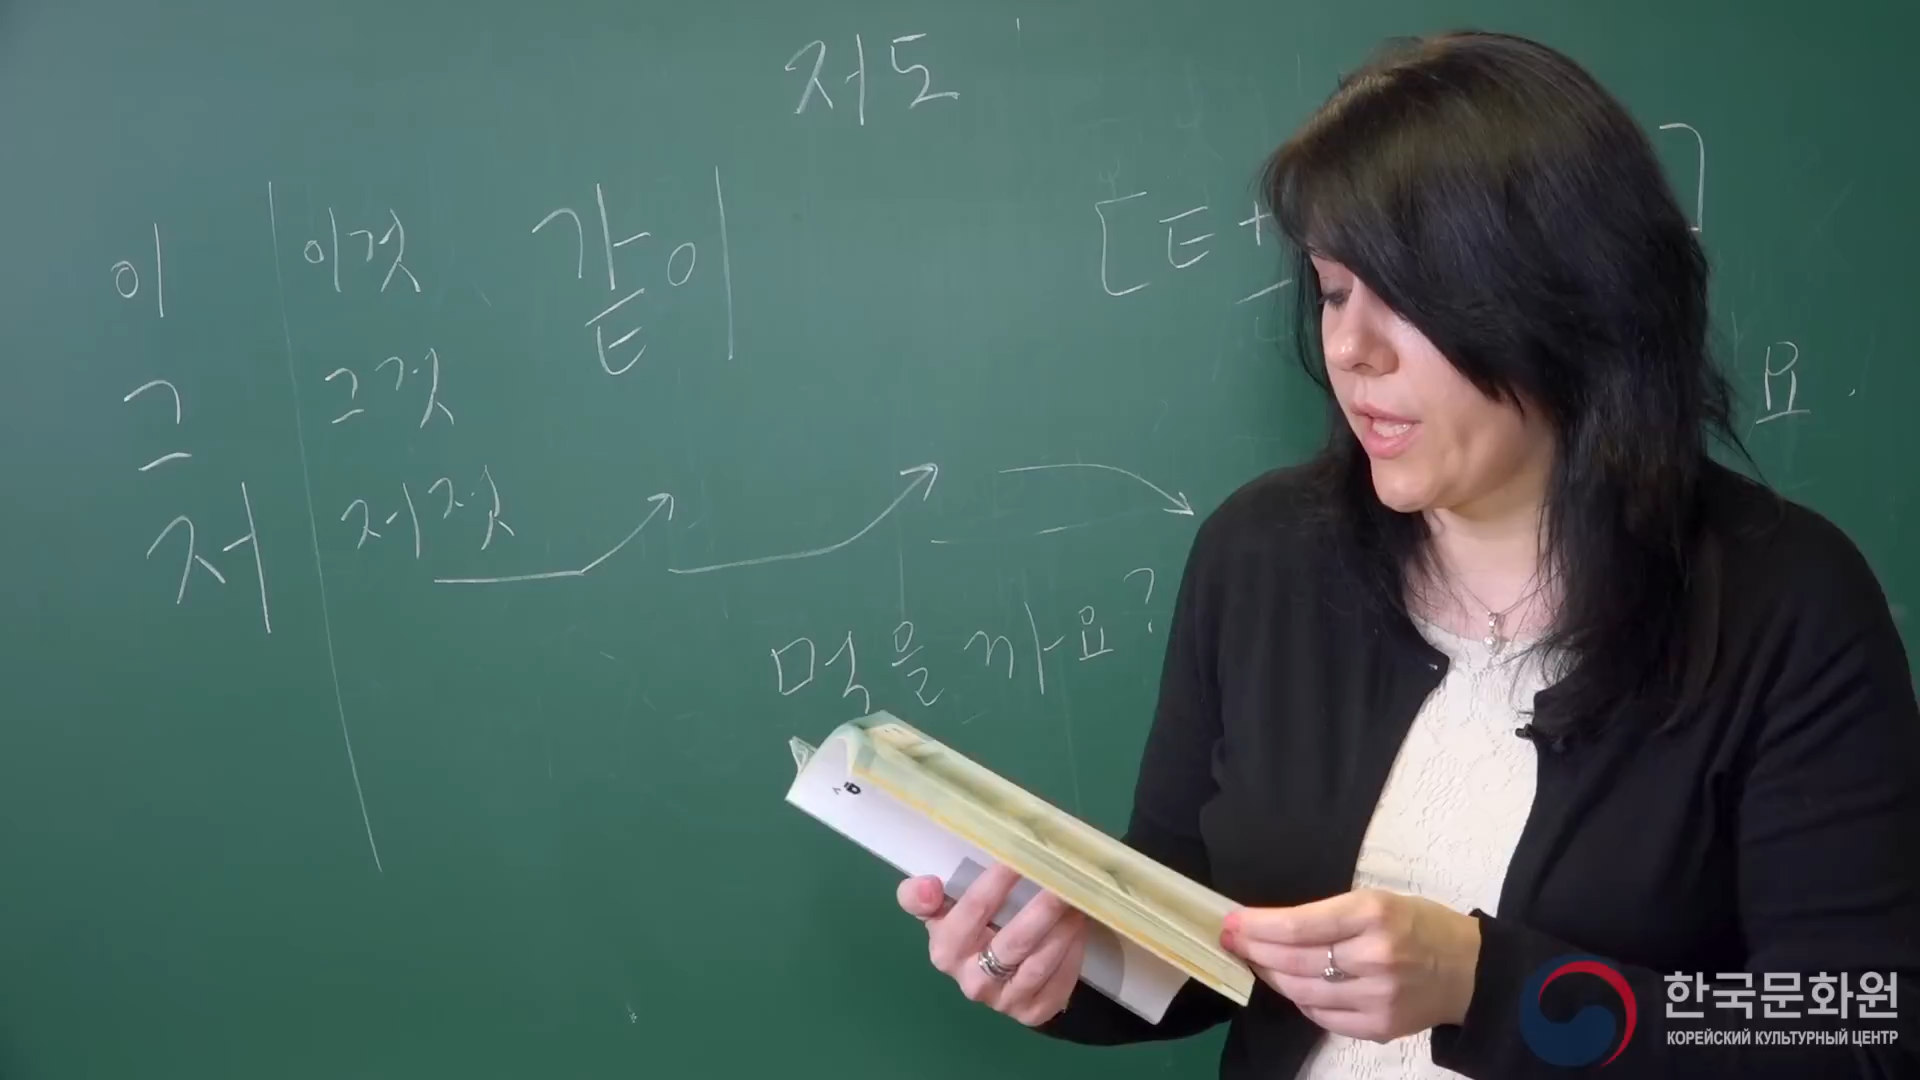 저도
이 이것 같이
그 그것
저 저것
[ㅌ +
]
요.
먹을까요?
한국문화원
КОРЕЙСКИЙ КУЛЬТУРНЫЙ ЦЕНТР